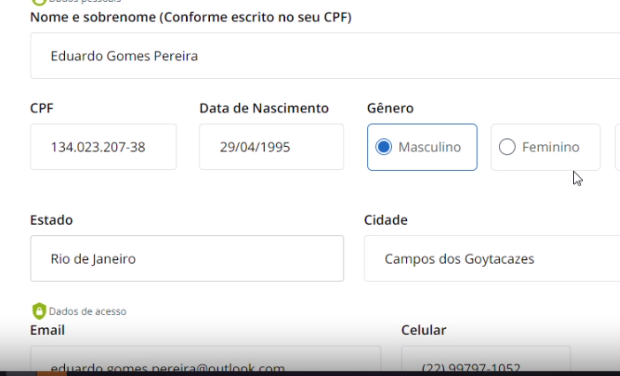 Dados pessoais
Nome e sobrenome (Conforme escrito no seu CPF)
Eduardo Gomes Pereira
CPF Data de Nascimento Gênero
134.023.207-38 29/04/1995 Masculino Feminino
Estado Cidade
Rio de Janeiro Campos dos Goytacazes
Dados de acesso
Email Celular
eduardo.gomes.pereira@outlook.com (22) 99797-1052